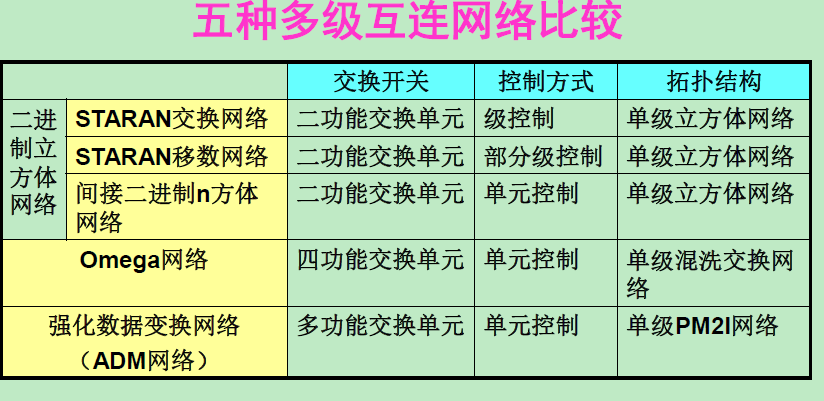 五种多级互连网络比较
交换开关 控制方式 拓扑结构
二进制立方体网络
STARAN交换网络 二功能交换单元 级控制 单级立方体网络
STARAN移数网络 二功能交换单元 部分级控制 单级立方体网络
间接二进制n方体网络 二功能交换单元 单元控制 单级立方体网络
Omega网络 四功能交换单元 单元控制 单级混洗交换网络
强化数据变换网络(ADM网络) 多功能交换单元 单元控制 单级PM2I网络